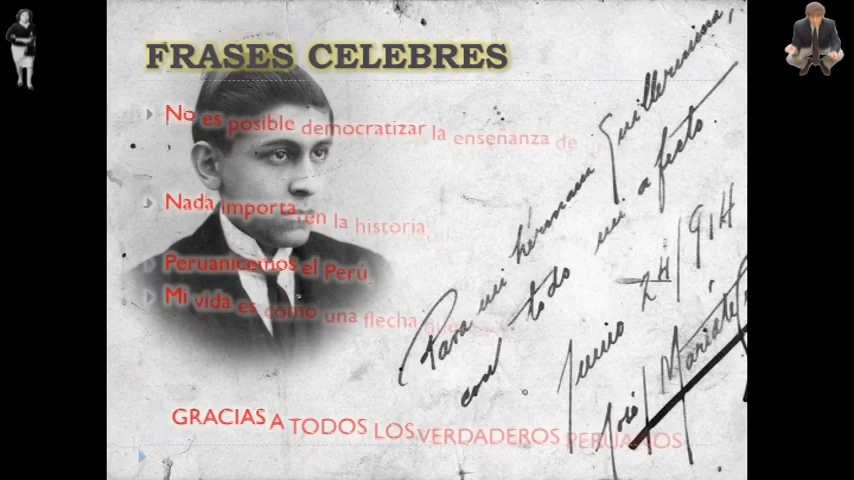 FRASES CELEBRES
No es posible democratizar la enseñanza de
Nada importa en la historia
Peruanicemos el Perú
Mi vida es como una flecha que
GRACIAS A TODOS LOS VERDADEROS PERUANOS
Para mi hermana Guillermina,
con todo mi afecto.
Junio 24/914
José Mariáte